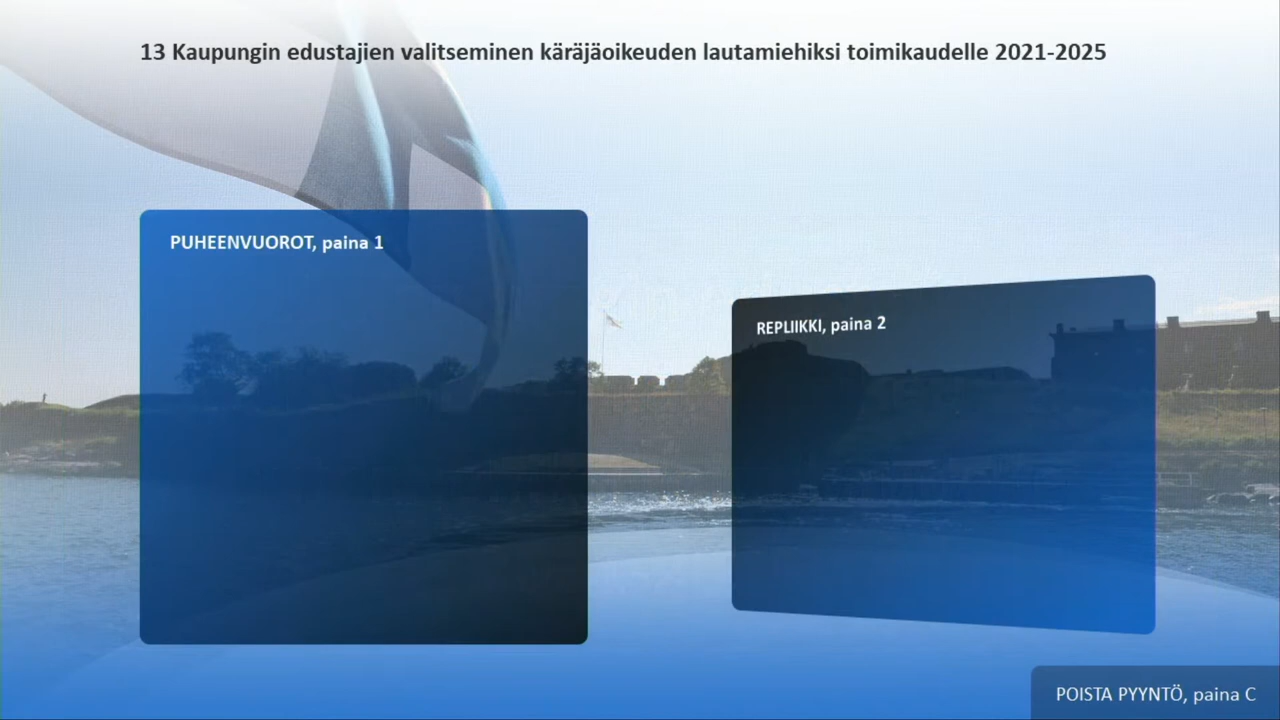 13 Kaupungin edustajien valitseminen käräjäoikeuden lautamiehiksi toimikaudelle 2021-2025
PUHEENVUOROT, paina 1
REPLIIKKI, paina 2
POISTA PYYNTÖ, paina C